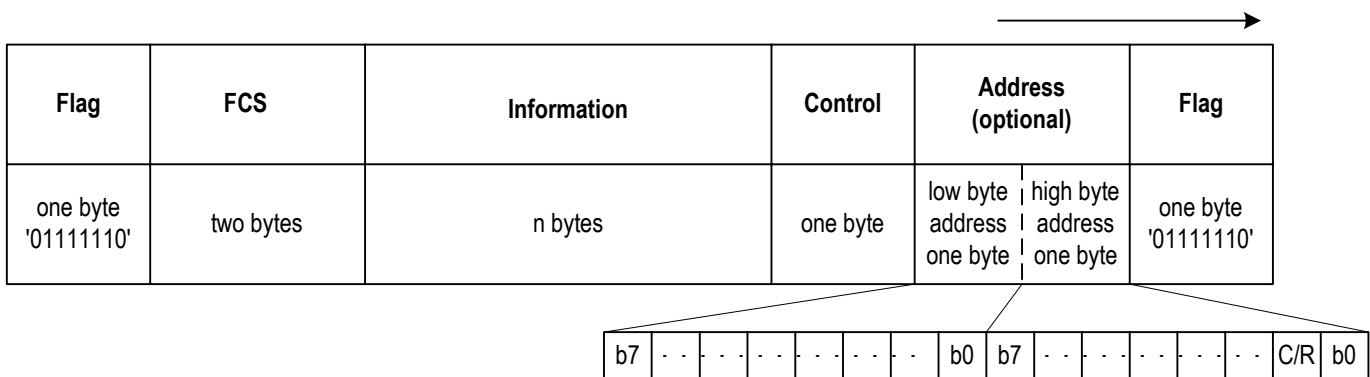 Flag FCS Information Control Address (optional) Flag
one byte '01111110'
two bytes
n bytes
one byte
low byte address one byte
high byte address one byte
one byte '01111110'
b7 b0 b7 C/R b0